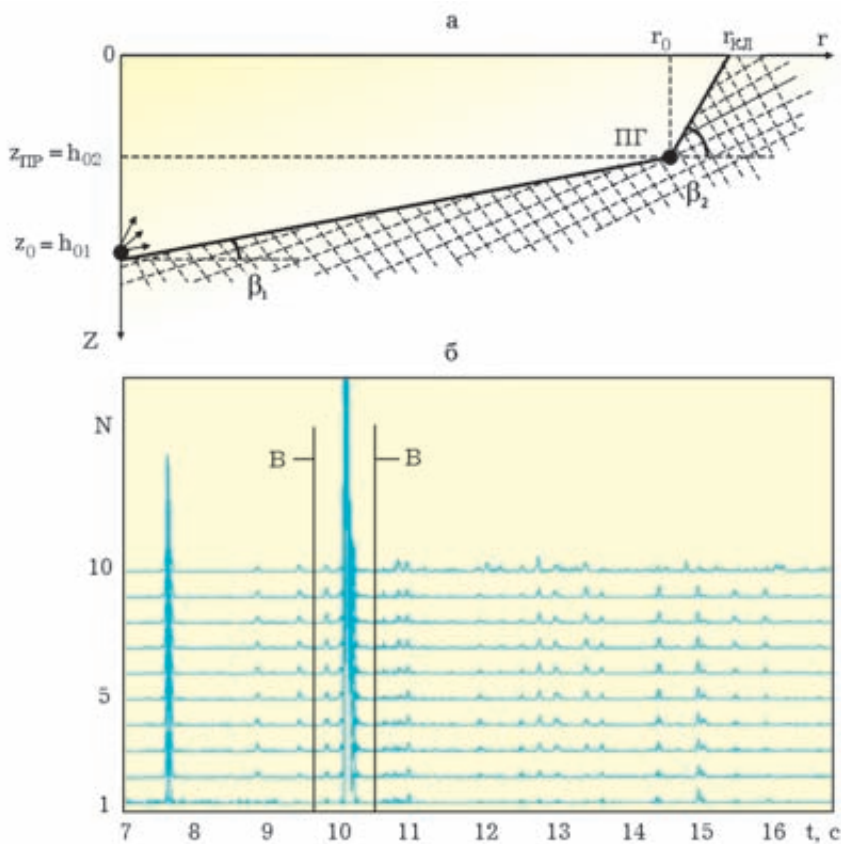 а
0 r₀ rКЛ r
ПГ
zПР = h₀₂
β₂
z₀ = h₀₁
β₁
Z
б
N
В В
10
5
1
7 8 9 10 11 12 13 14 15 16 t, c